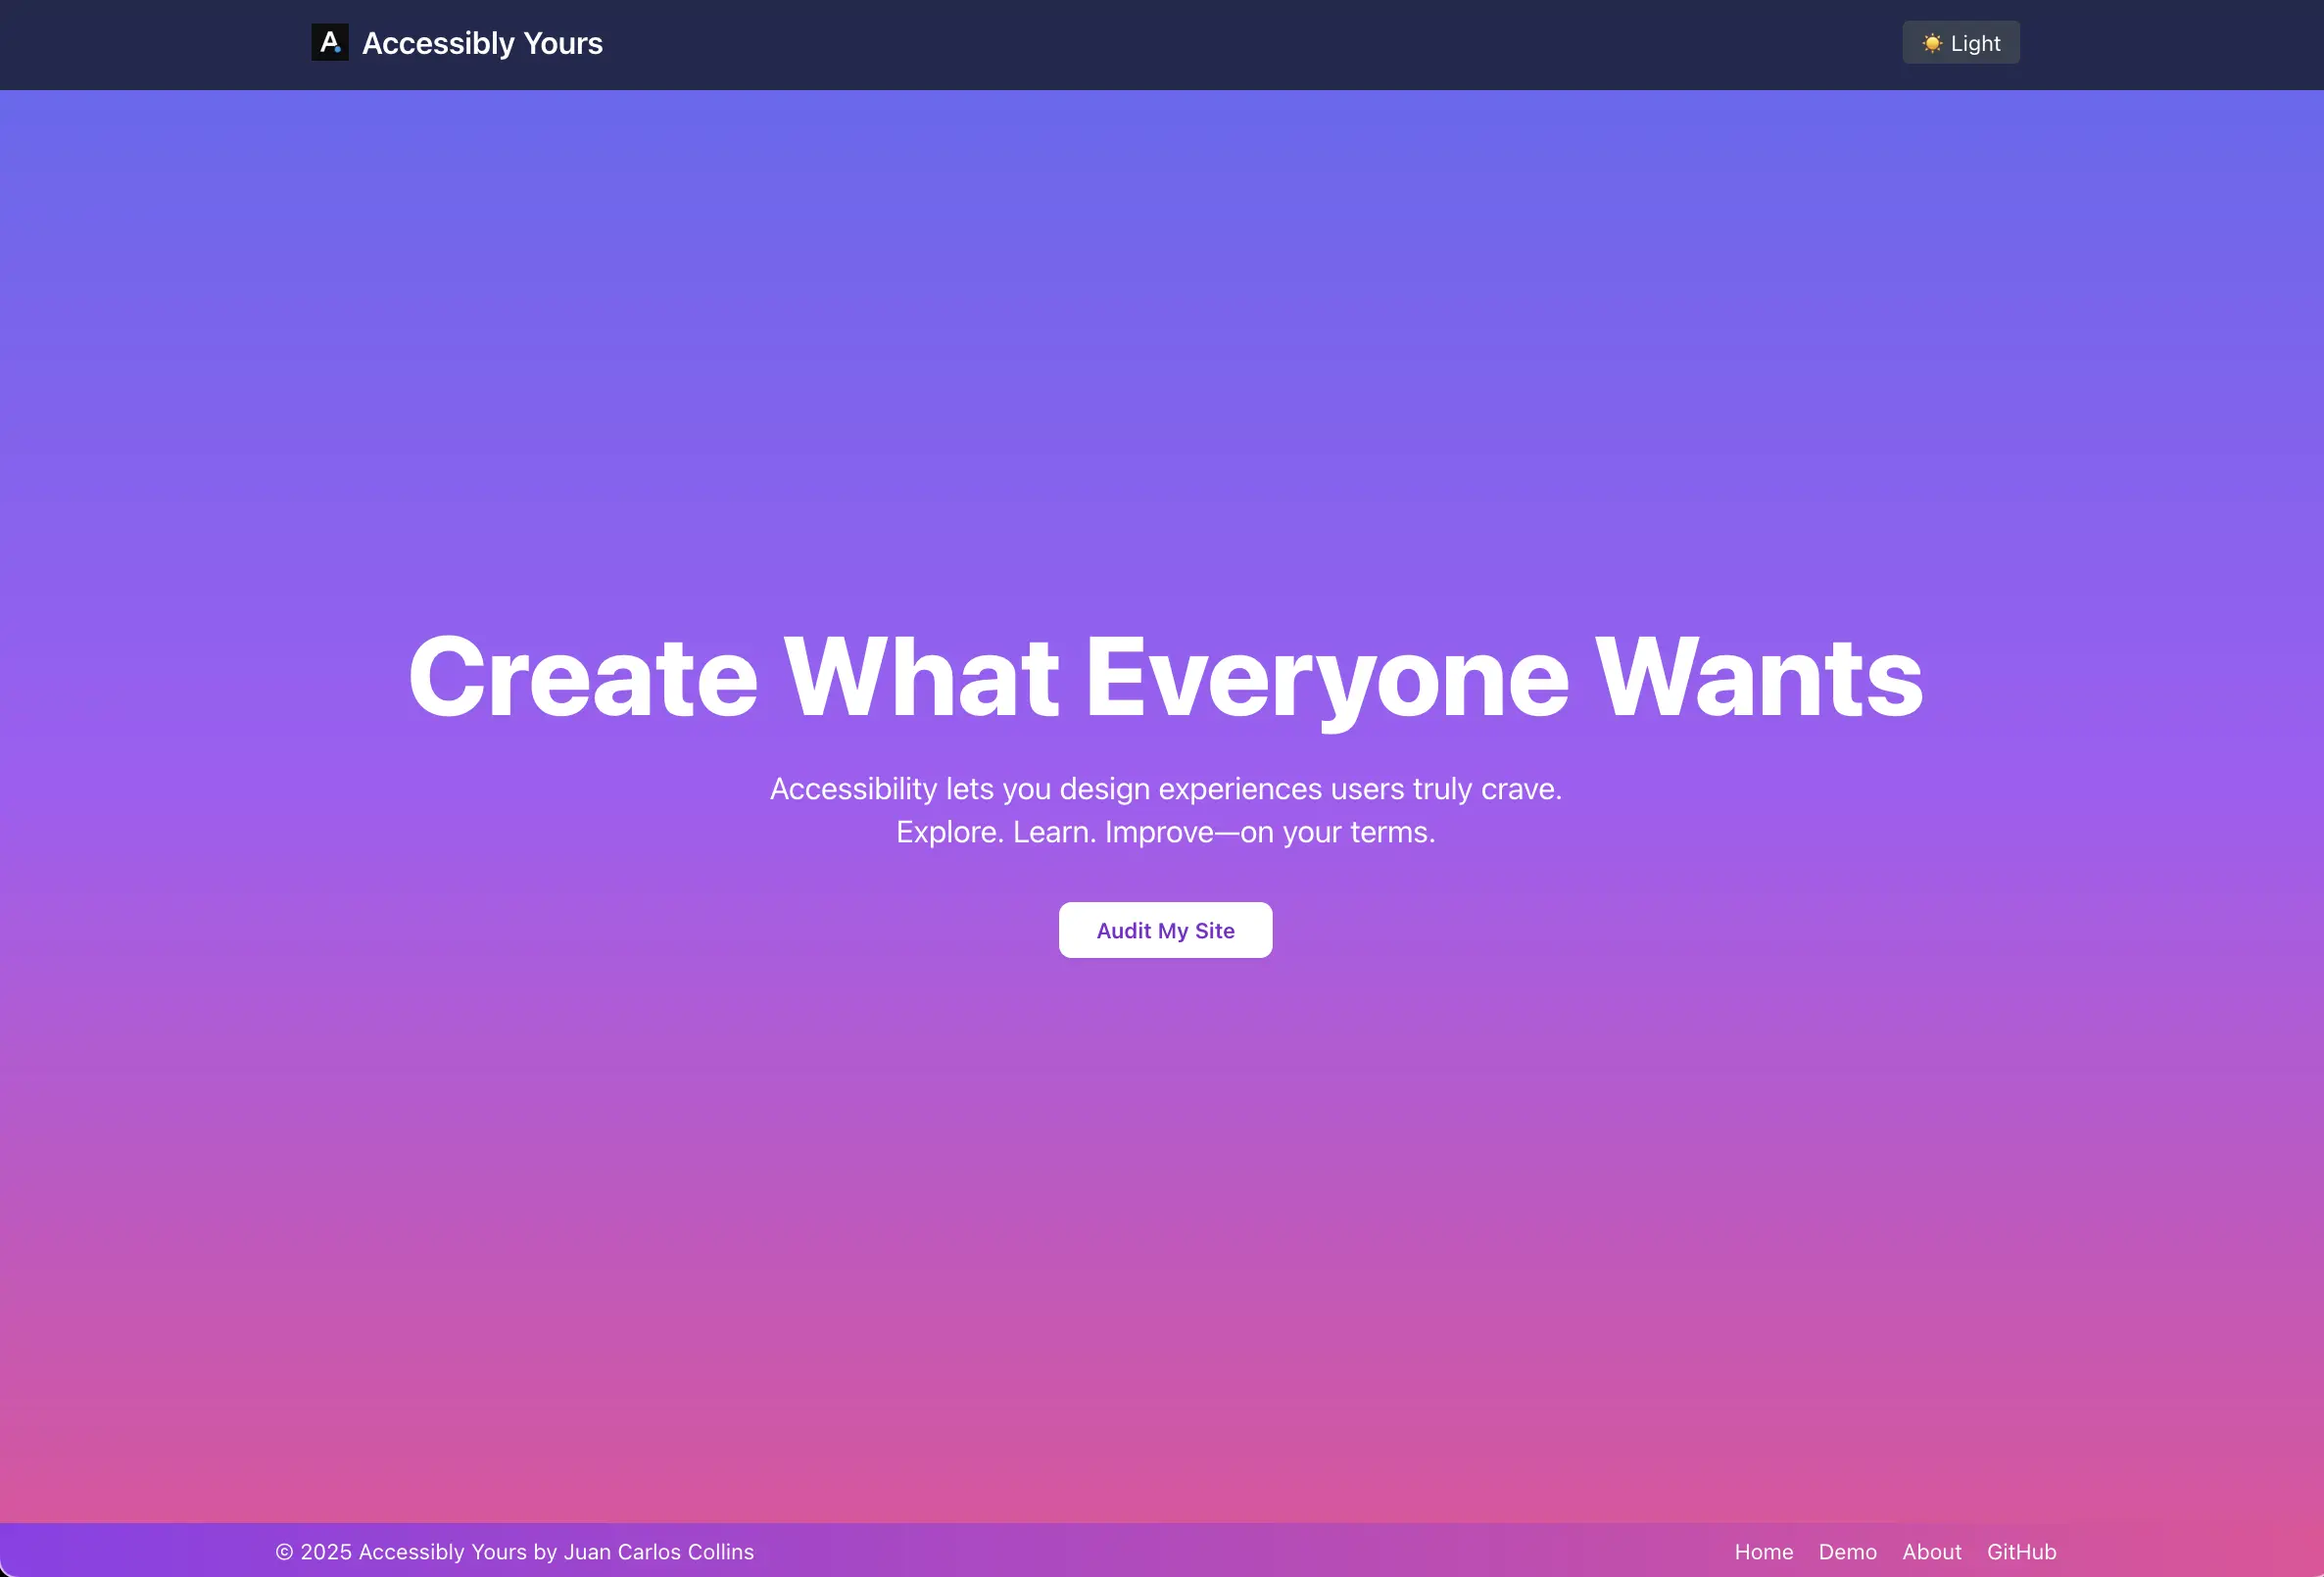 A. Accessibly Yours
☀️ Light
Create What Everyone Wants
Accessibility lets you design experiences users truly crave.
Explore. Learn. Improve—on your terms.
Audit My Site
© 2025 Accessibly Yours by Juan Carlos Collins
Home Demo About GitHub